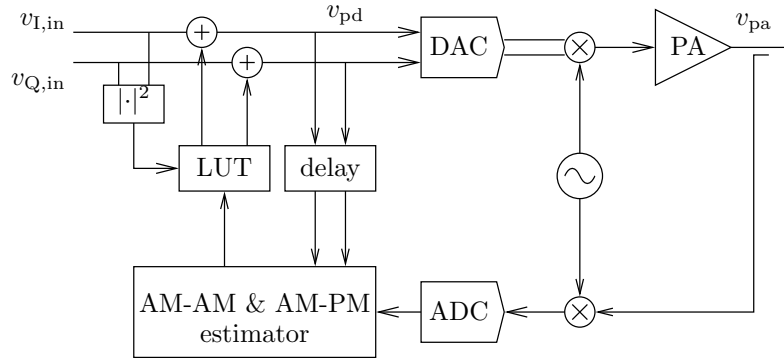 v_I,in
v_pd
v_pa
DAC
PA
v_Q,in
|·|²
LUT
delay
AM-AM & AM-PM
estimator
ADC